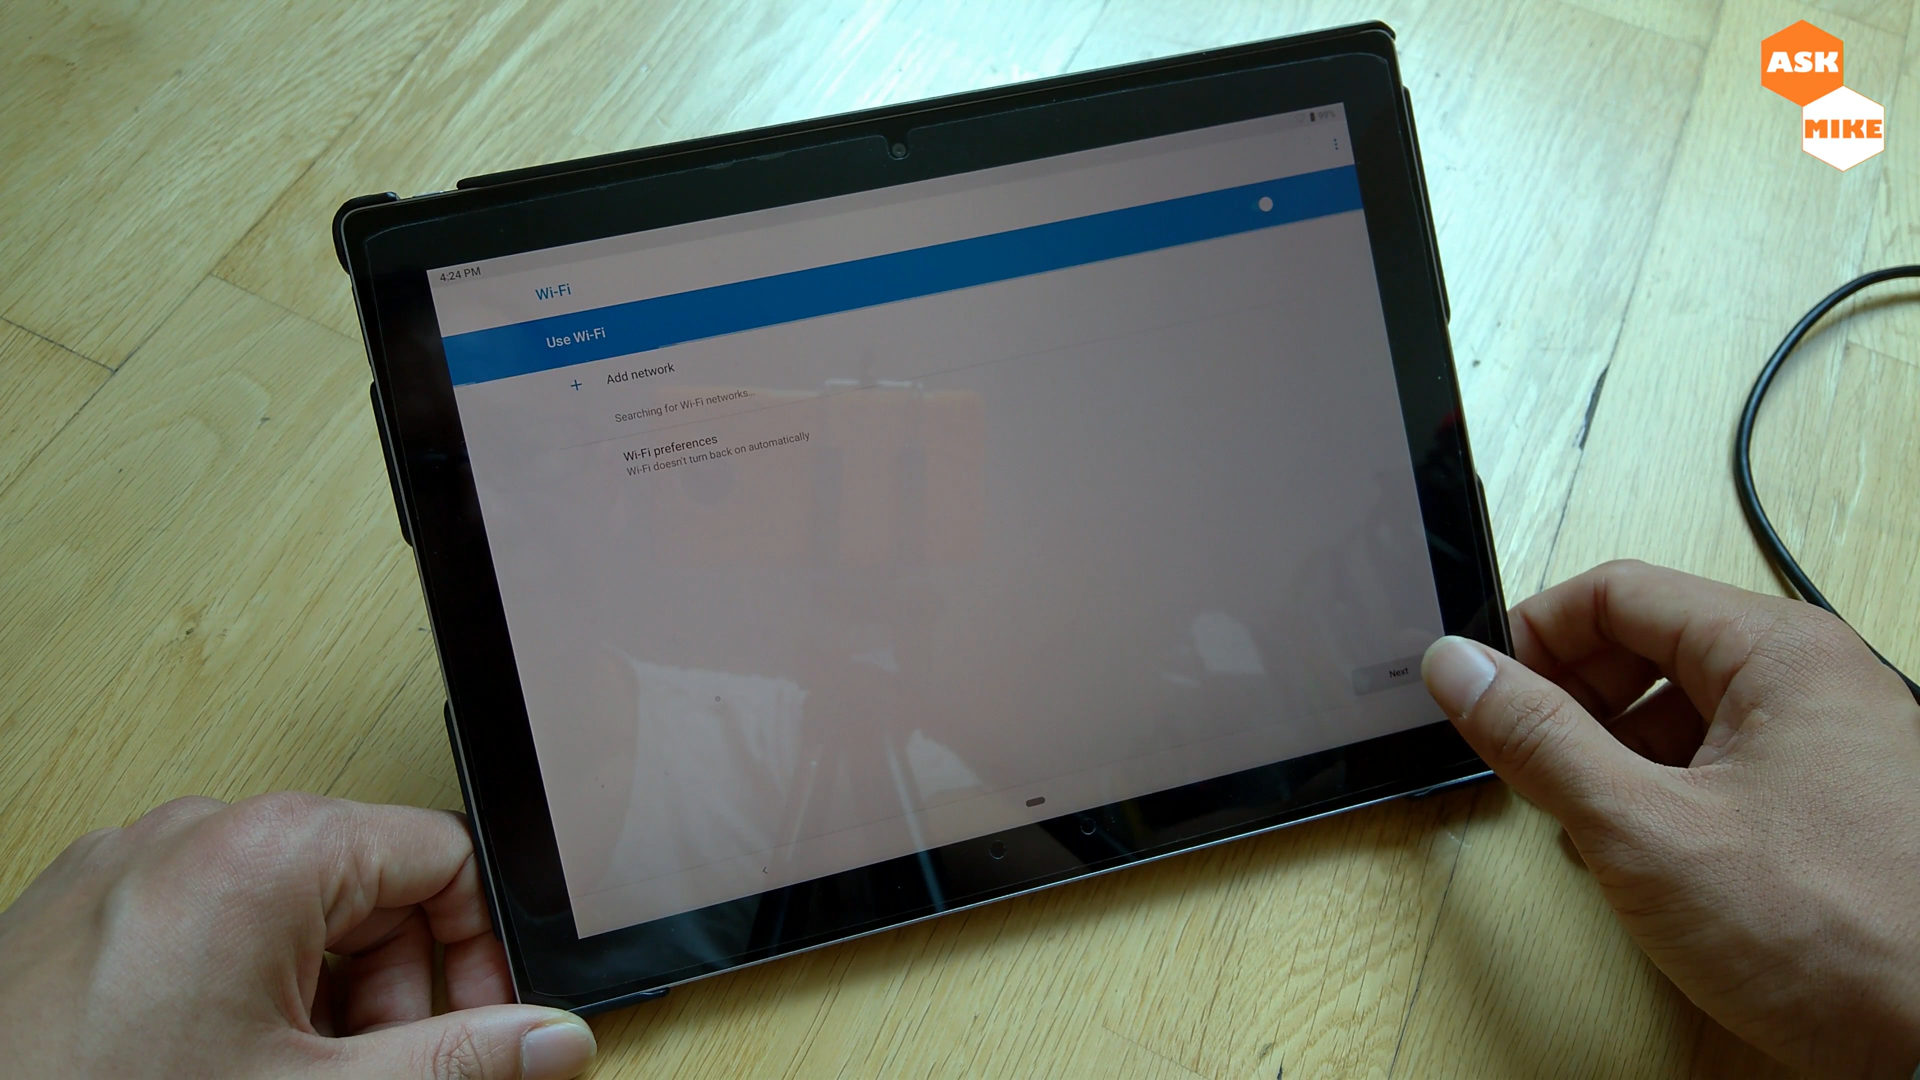 ASK
MIKE
4:24 PM
99%
Wi-Fi
Use Wi-Fi
+ Add network
Searching for Wi-Fi networks...
Wi-Fi preferences
Wi-Fi doesn't turn back on automatically
Next